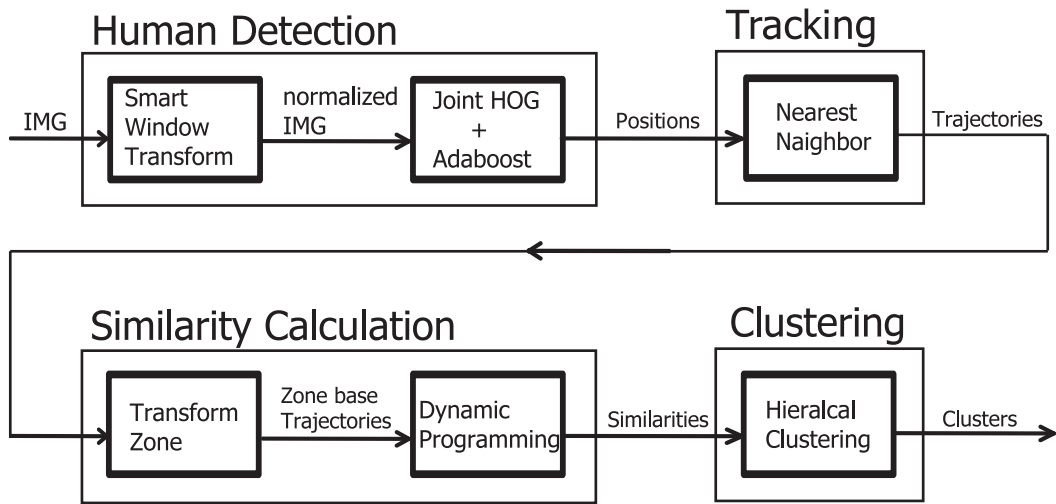 Human Detection
Tracking
IMG
Smart
Window
Transform
normalized
IMG
Joint HOG
+
Adaboost
Positions
Nearest
Naighbor
Trajectories
Similarity Calculation
Clustering
Transform
Zone
Zone base
Trajectories
Dynamic
Programming
Similarities
Hieralcal
Clustering
Clusters